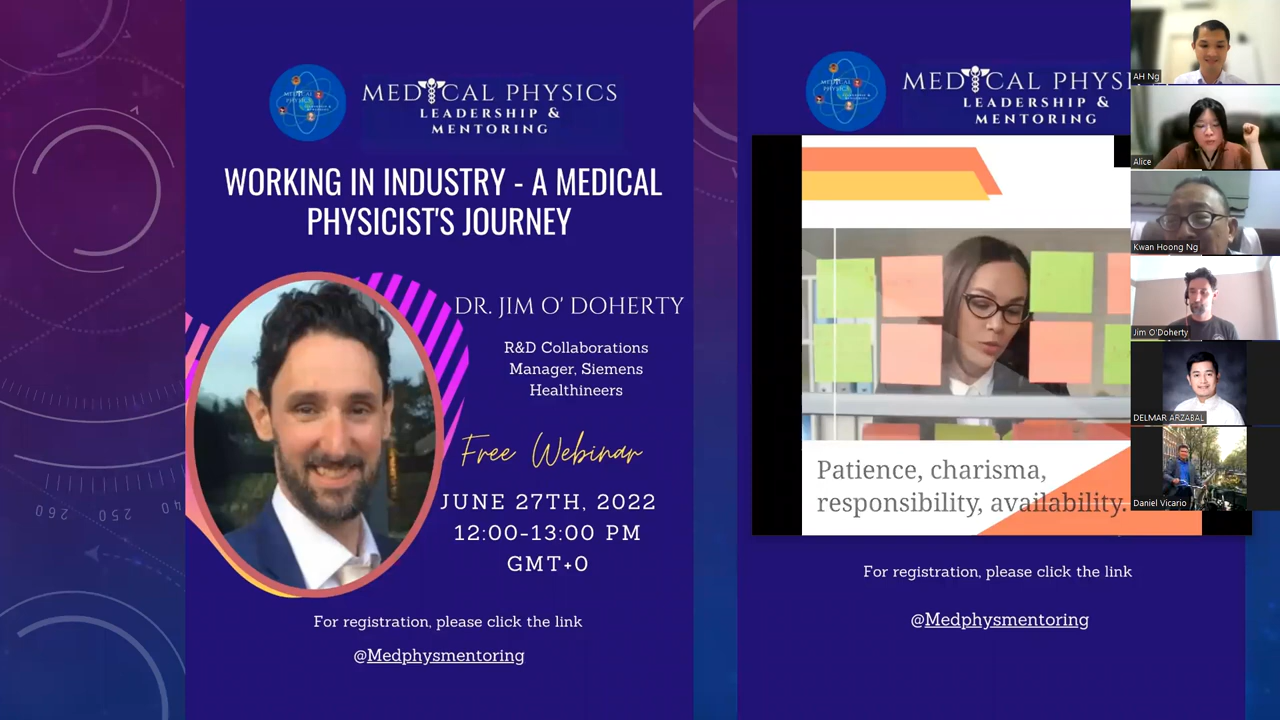 MEDICAL PHYSICS
LEADERSHIP &
MENTORING
WORKING IN INDUSTRY - A MEDICAL
PHYSICIST'S JOURNEY
DR. JIM O' DOHERTY
R&D Collaborations
Manager, Siemens
Healthineers
Free Webinar
JUNE 27TH, 2022
12:00-13:00 PM
GMT+0
For registration, please click the link
@Medphysmentoring
MEDICAL PHYSI
LEADERSHIP &
MENTORING
Patience, charisma,
responsibility, availability.
For registration, please click the link
@Medphysmentoring
AH Ng
Alice
Kwan Hoong Ng
Jim O'Doherty
DELMAR ARZABAL
Daniel Vicario
260
250